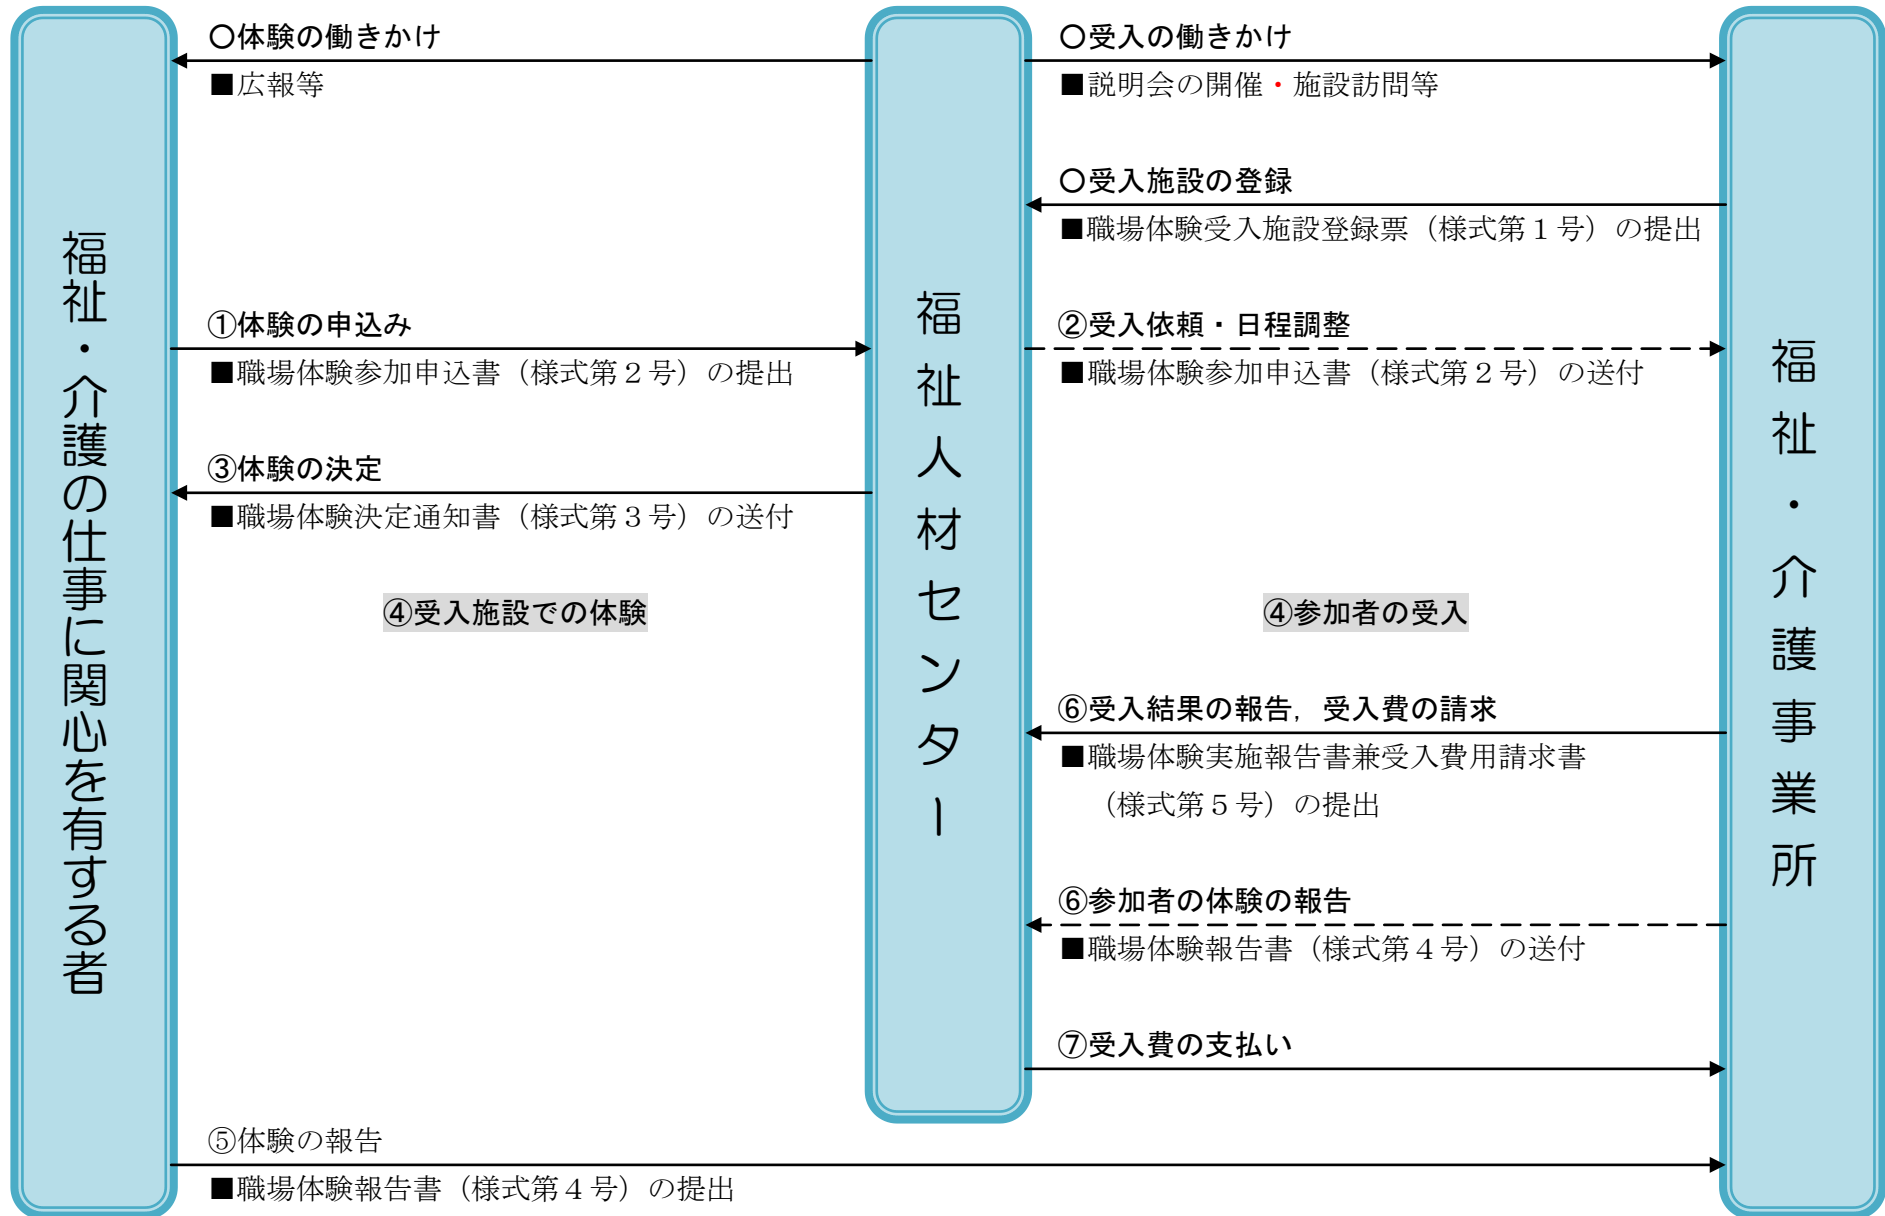 〇体験の働きかけ
■広報等
〇受入の働きかけ
■説明会の開催・施設訪問等
〇受入施設の登録
■職場体験受入施設登録票（様式第１号）の提出
①体験の申込み
■職場体験参加申込書（様式第２号）の提出
②受入依頼・日程調整
■職場体験参加申込書（様式第２号）の送付
③体験の決定
■職場体験決定通知書（様式第３号）の送付
④受入施設での体験
④参加者の受入
⑥受入結果の報告，受入費の請求
■職場体験実施報告書兼受入費用請求書
（様式第５号）の提出
⑥参加者の体験の報告
■職場体験報告書（様式第４号）の送付
⑦受入費の支払い
⑤体験の報告
■職場体験報告書（様式第４号）の提出
福祉・介護の仕事に関心を有する者
福祉人材センター
福祉・介護事業所